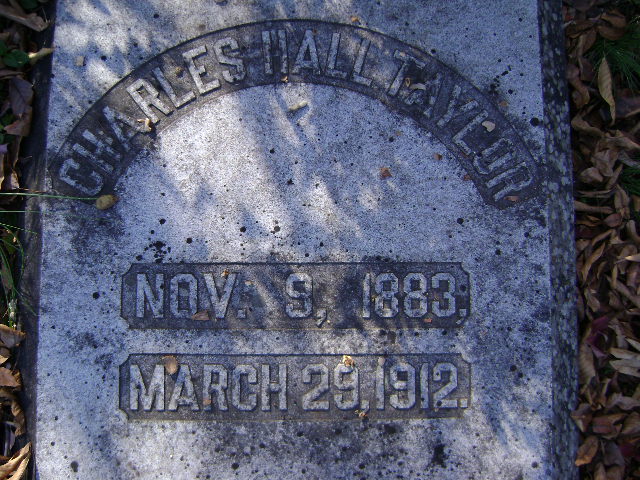 CHARLES HALL TAYLOR
NOV. 9, 1883;
MARCH 29, 1912.